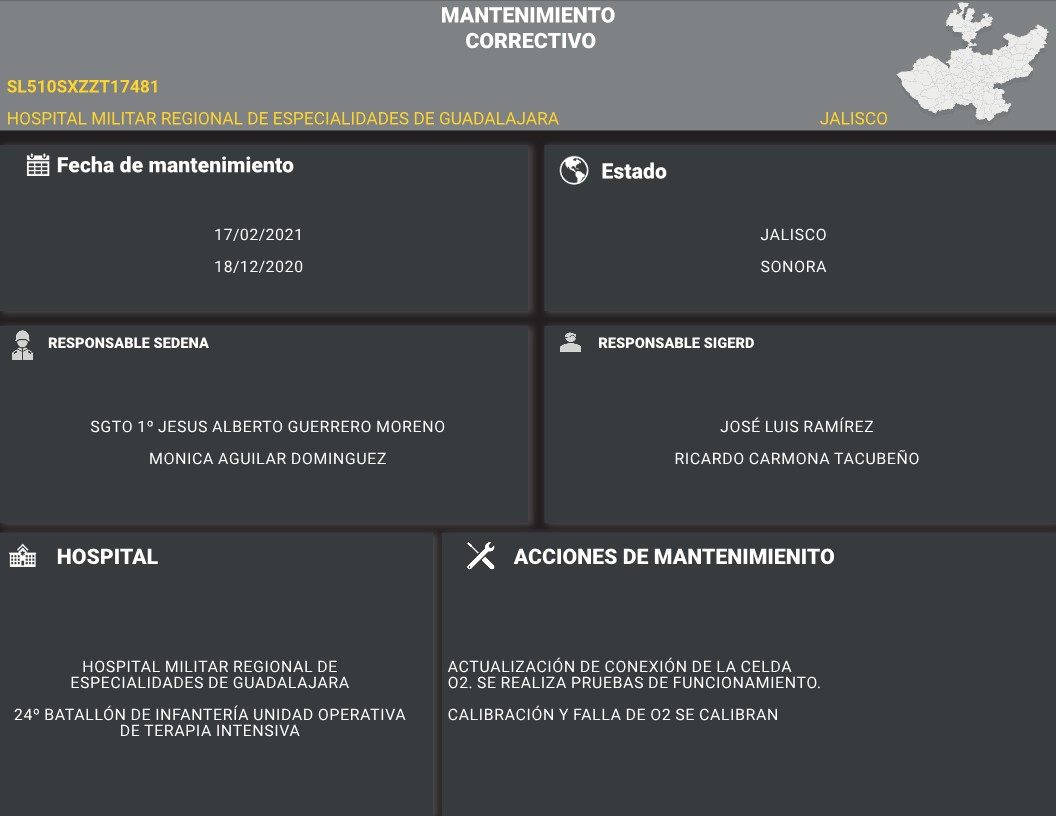 MANTENIMIENTO
CORRECTIVO
SL510SXZZT17481
HOSPITAL MILITAR REGIONAL DE ESPECIALIDADES DE GUADALAJARA
JALISCO
Fecha de mantenimiento
17/02/2021
18/12/2020
Estado
JALISCO
SONORA
RESPONSABLE SEDENA
SGTO 1º JESUS ALBERTO GUERRERO MORENO
MONICA AGUILAR DOMINGUEZ
RESPONSABLE SIGERD
JOSÉ LUIS RAMÍREZ
RICARDO CARMONA TACUBEÑO
HOSPITAL
HOSPITAL MILITAR REGIONAL DE
ESPECIALIDADES DE GUADALAJARA
24º BATALLÓN DE INFANTERÍA UNIDAD OPERATIVA
DE TERAPIA INTENSIVA
ACCIONES DE MANTENIMIENITO
ACTUALIZACIÓN DE CONEXIÓN DE LA CELDA
O2. SE REALIZA PRUEBAS DE FUNCIONAMIENTO.
CALIBRACIÓN Y FALLA DE O2 SE CALIBRAN